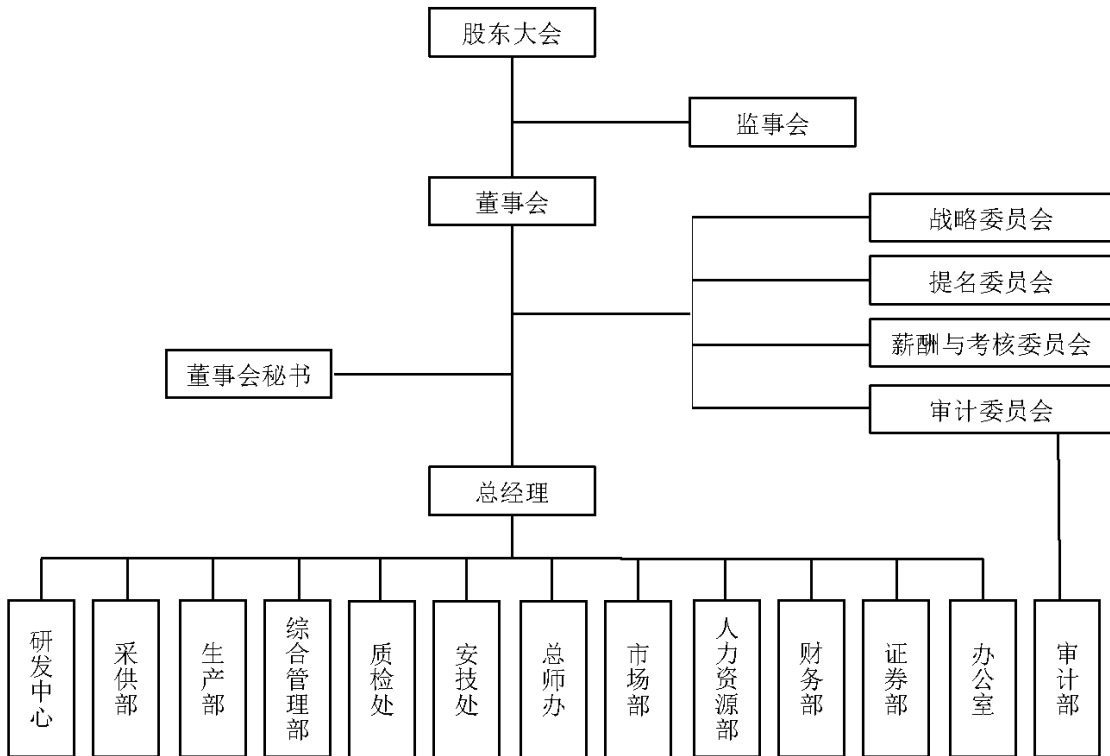 股东大会
监事会
董事会
战略委员会
提名委员会
薪酬与考核委员会
董事会秘书
审计委员会
总经理
研发中心
采供部
生产部
综合管理部
质检处
安技处
总师办
市场部
人力资源部
财务部
证券部
办公室
审计部